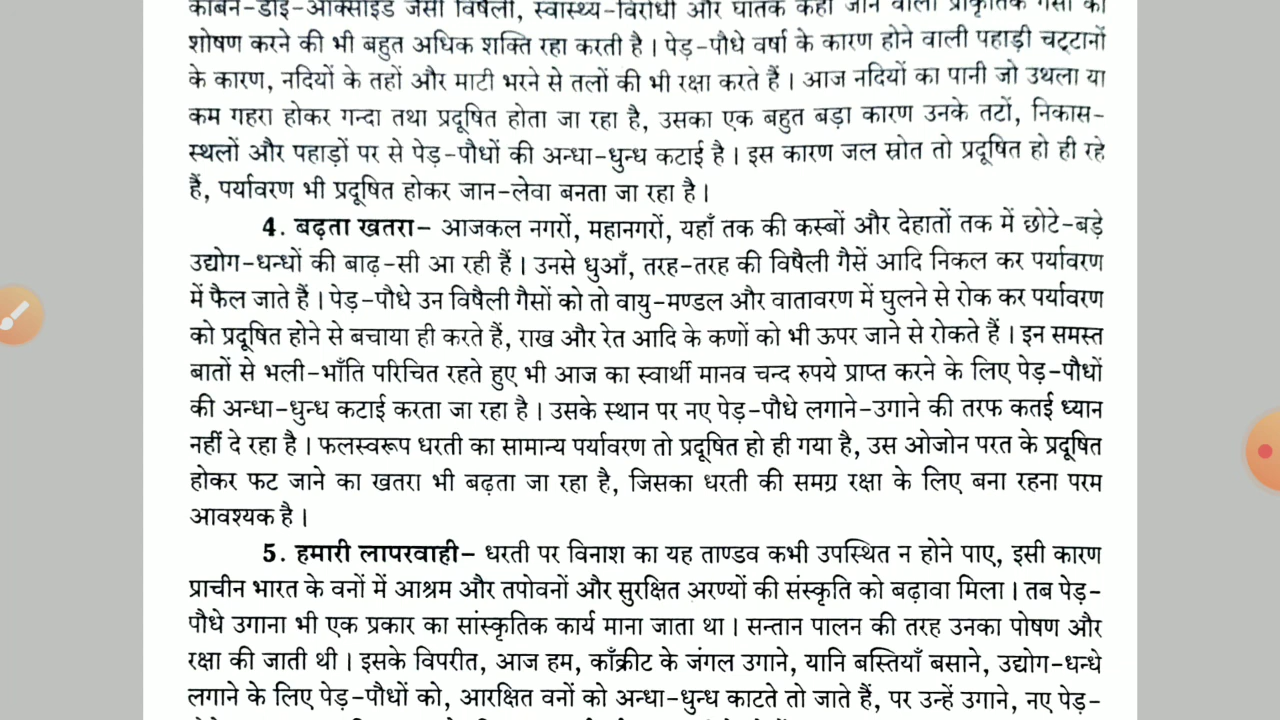 कार्बन-डाइ-ऑक्साइड जैसी विषैली, स्वास्थ्य-विरोधी और घातक कही जाने वाली प्राकृतिक गैसों का
शोषण करने की भी बहुत अधिक शक्ति रहा करती है। पेड़-पौधे वर्षा के कारण होने वाली पहाड़ी चट्टानों
के कारण, नदियों के तहों और माटी भरने से तलों की भी रक्षा करते हैं। आज नदियों का पानी जो उथला या
कम गहरा होकर गन्दा तथा प्रदूषित होता जा रहा है, उसका एक बहुत बड़ा कारण उनके तटों, निकास-
स्थलों और पहाड़ों पर से पेड़-पौधों की अन्धा-धुन्ध कटाई है। इस कारण जल स्रोत तो प्रदूषित हो ही रहे
हैं, पर्यावरण भी प्रदूषित होकर जान-लेवा बनता जा रहा है।
4. बढ़ता खतरा- आजकल नगरों, महानगरों, यहाँ तक की कस्बों और देहातों तक में छोटे-बड़े
उद्योग-धन्धों की बाढ़-सी आ रही हैं। उनसे धुआँ, तरह-तरह की विषैली गैसें आदि निकल कर पर्यावरण
में फैल जाते हैं। पेड़-पौधे उन विषैली गैसों को तो वायु-मण्डल और वातावरण में घुलने से रोक कर पर्यावरण
को प्रदूषित होने से बचाया ही करते हैं, राख और रेत आदि के कणों को भी ऊपर जाने से रोकते हैं। इन समस्त
बातों से भली-भाँति परिचित रहते हुए भी आज का स्वार्थी मानव चन्द रुपये प्राप्त करने के लिए पेड़-पौधों
की अन्धा-धुन्ध कटाई करता जा रहा है। उसके स्थान पर नए पेड़-पौधे लगाने-उगाने की तरफ कतई ध्यान
नहीं दे रहा है। फलस्वरूप धरती का सामान्य पर्यावरण तो प्रदूषित हो ही गया है, उस ओजोन परत के प्रदूषित
होकर फट जाने का खतरा भी बढ़ता जा रहा है, जिसका धरती की समग्र रक्षा के लिए बना रहना परम
आवश्यक है।
5. हमारी लापरवाही- धरती पर विनाश का यह ताण्डव कभी उपस्थित न होने पाए, इसी कारण
प्राचीन भारत के वनों में आश्रम और तपोवनों और सुरक्षित अरण्यों की संस्कृति को बढ़ावा मिला। तब पेड़-
पौधे उगाना भी एक प्रकार का सांस्कृतिक कार्य माना जाता था। सन्तान पालन की तरह उनका पोषण और
रक्षा की जाती थी। इसके विपरीत, आज हम, काँक्रीट के जंगल उगाने, यानि बस्तियाँ बसाने, उद्योग-धन्धे
लगाने के लिए पेड़-पौधों को, आरक्षित वनों को अन्धा-धुन्ध काटते तो जाते हैं, पर उन्हें उगाने, नए पेड़-